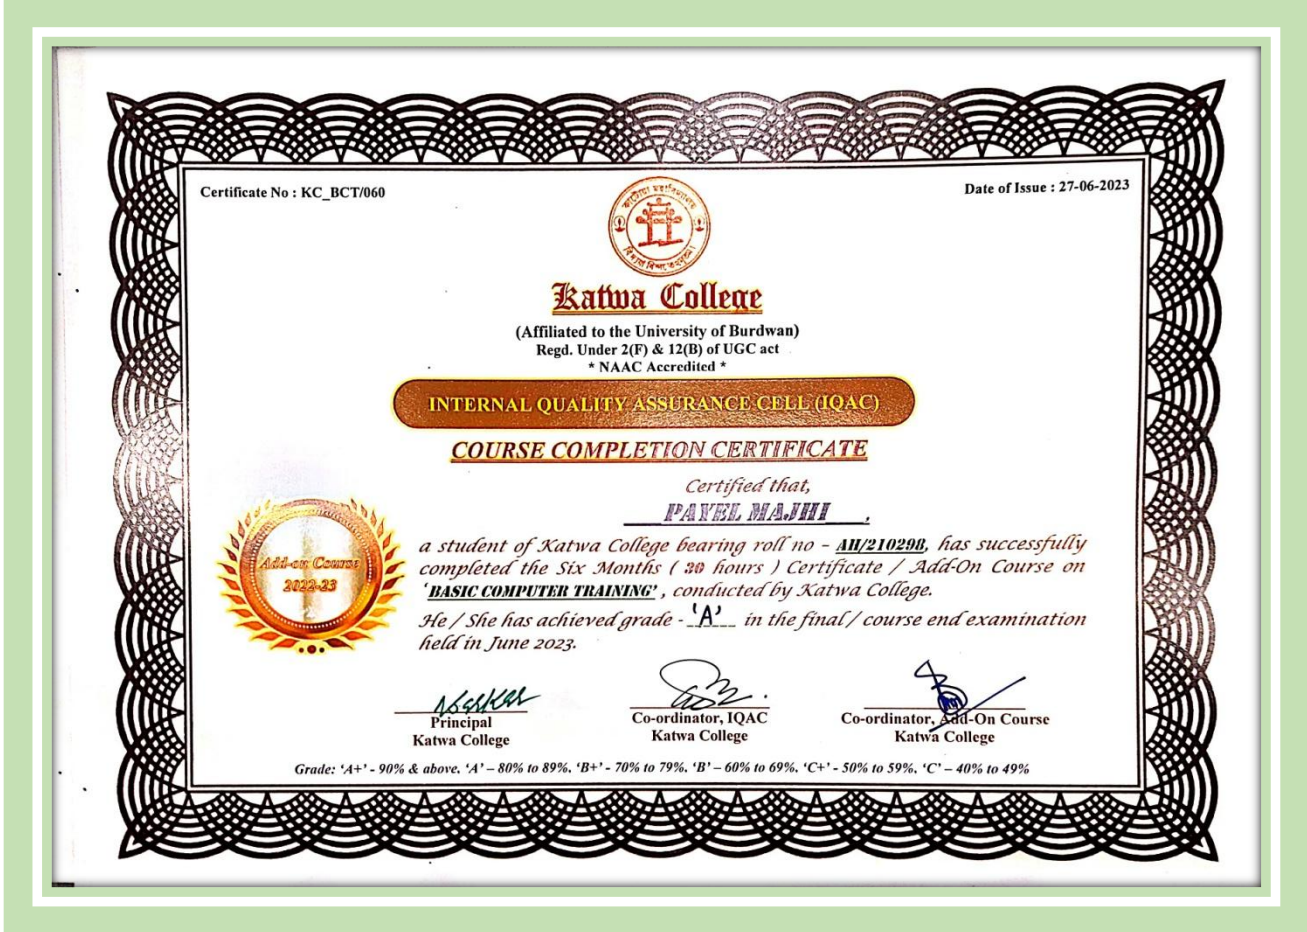 Certificate No : KC_BCT/060
Date of Issue : 27-06-2023
কাটোয়া মহাবিদ্যালয়
Katwa College
(Affiliated to the University of Burdwan)
Regd. Under 2(F) & 12(B) of UGC act
* NAAC Accredited *
INTERNAL QUALITY ASSURANCE CELL (IQAC)
COURSE COMPLETION CERTIFICATE
Certified that,
PAYEL MAJHI ,
a student of Katwa College bearing roll no - AH/210298, has successfully
completed the Six Months ( 30 hours ) Certificate / Add-On Course on
'BASIC COMPUTER TRAINING' , conducted by Katwa College.
He / She has achieved grade - 'A' in the final / course end examination
held in June 2023.
Add-on Course
2022-23
Principal
Katwa College
Co-ordinator, IQAC
Katwa College
Co-ordinator, Add-On Course
Katwa College
Grade: 'A+' - 90% & above, 'A' – 80% to 89%, 'B+' - 70% to 79%, 'B' – 60% to 69%, 'C+' - 50% to 59%, 'C' – 40% to 49%